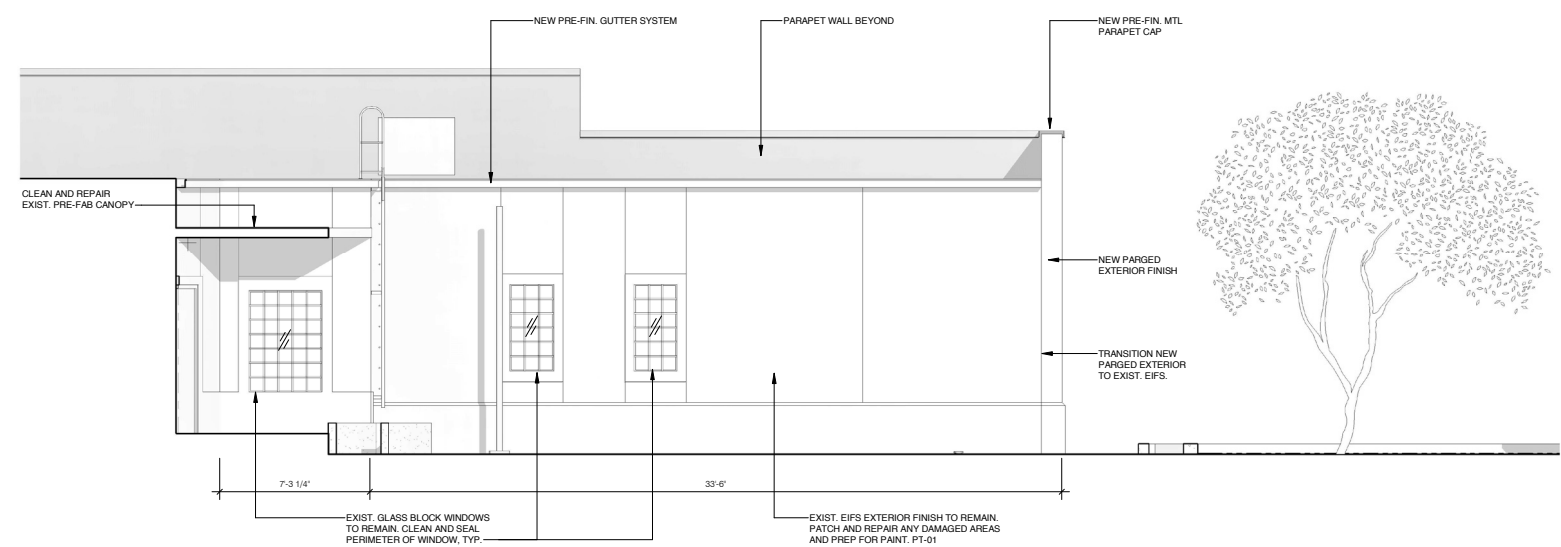 NEW PRE-FIN. GUTTER SYSTEM
PARAPET WALL BEYOND
NEW PRE-FIN. MTL
PARAPET CAP
CLEAN AND REPAIR
EXIST. PRE-FAB CANOPY
NEW PARGED
EXTERIOR FINISH
TRANSITION NEW
PARGED EXTERIOR
TO EXIST. EIFS.
7'-3 1/4"
33'-6"
EXIST. GLASS BLOCK WINDOWS
TO REMAIN. CLEAN AND SEAL
PERIMETER OF WINDOW, TYP.
EXIST. EIFS EXTERIOR FINISH TO REMAIN.
PATCH AND REPAIR ANY DAMAGED AREAS
AND PREP FOR PAINT. PT-01